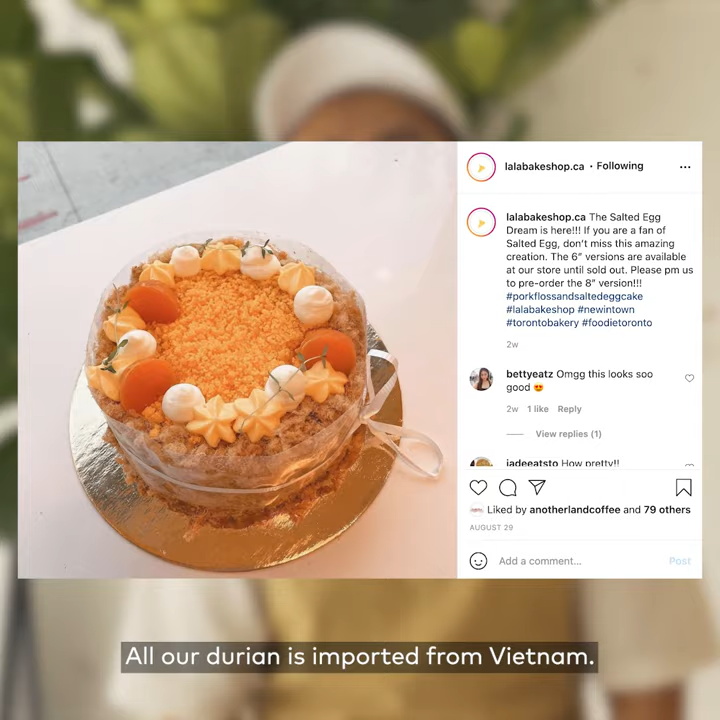 lalabakeshop.ca • Following
lalabakeshop.ca The Salted Egg
Dream is here!!! If you are a fan of
Salted Egg, don't miss this amazing
creation. The 6" versions are available
at our store until sold out. Please pm us
to pre-order the 8" version!!!
#porkflossandsaltedeggcake
#lalabakeshop #newintown
#torontobakery #foodietoronto
2w
bettyeatz Omgg this looks soo
good 😍
2w 1 like Reply
View replies (1)
jadeeatsto How pretty!!
Liked by anotherlandcoffee and 79 others
AUGUST 29
Add a comment... Post
All our durian is imported from Vietnam.